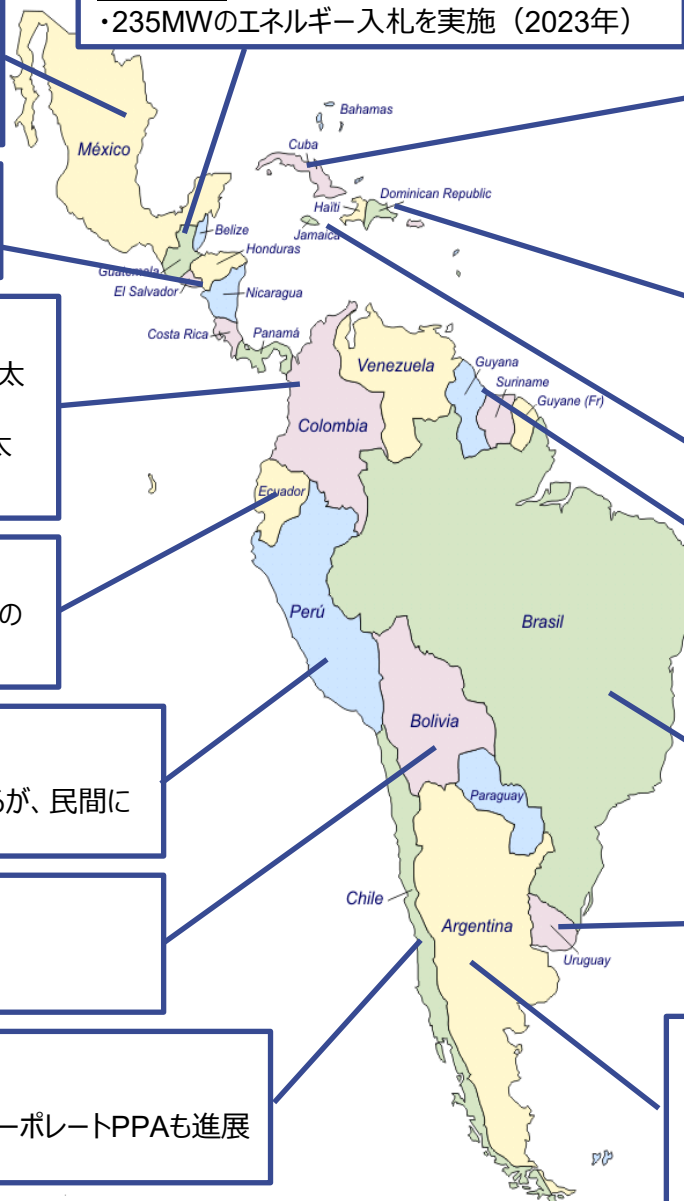 ・235MWのエネルギー入札を実施（2023年）
Bahamas
México
Cuba
Dominican Republic
Haïti
Jamaica
Belize
Honduras
Guatemala
El Salvador
Nicaragua
Costa Rica
Panamá
Venezuela
Guyana
Suriname
Guyane (Fr)
太
Colombia
Ecuador
の
Perú
Brasil
Bolivia
が、民間に
Paraguay
Chile
Argentina
Uruguay
ーポレートPPAも進展